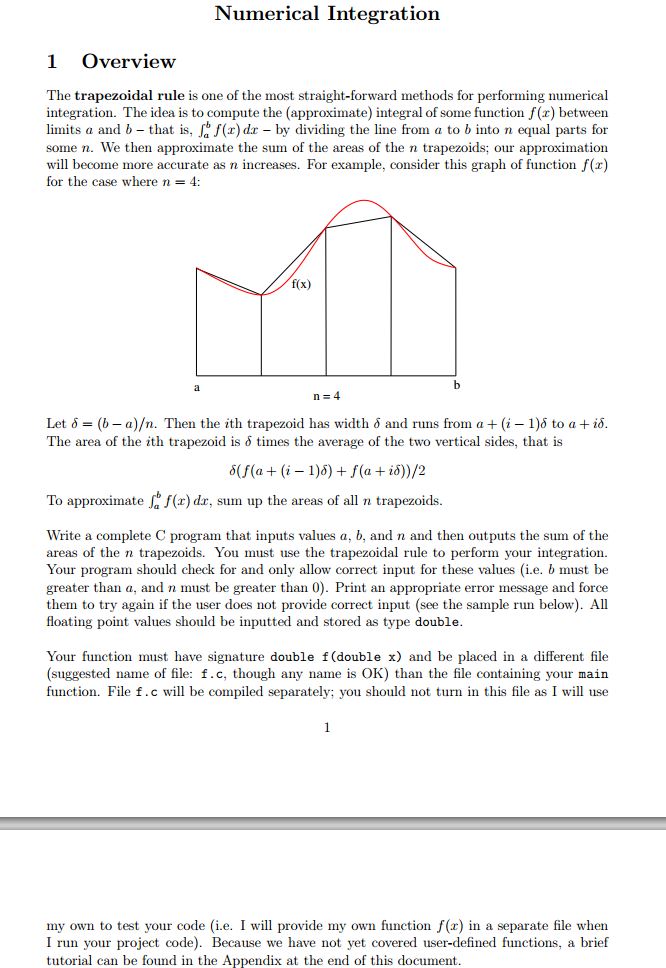 Numerical Integration
1 Overview
The trapezoidal rule is one of the most straight-forward methods for performing numerical
integration. The idea is to compute the (approximate) integral of some function f(x) between
limits a and b – that is, ∫ₐᵇ f(x) dx – by dividing the line from a to b into n equal parts for
some n. We then approximate the sum of the areas of the n trapezoids; our approximation
will become more accurate as n increases. For example, consider this graph of function f(x)
for the case where n = 4:
f(x)
a
b
n = 4
Let δ = (b − a)/n. Then the ith trapezoid has width δ and runs from a + (i − 1)δ to a + iδ.
The area of the ith trapezoid is δ times the average of the two vertical sides, that is
δ(f(a + (i − 1)δ) + f(a + iδ))/2
To approximate ∫ₐᵇ f(x) dx, sum up the areas of all n trapezoids.
Write a complete C program that inputs values a, b, and n and then outputs the sum of the
areas of the n trapezoids. You must use the trapezoidal rule to perform your integration.
Your program should check for and only allow correct input for these values (i.e. b must be
greater than a, and n must be greater than 0). Print an appropriate error message and force
them to try again if the user does not provide correct input (see the sample run below). All
floating point values should be inputted and stored as type double.
Your function must have signature double f(double x) and be placed in a different file
(suggested name of file: f.c, though any name is OK) than the file containing your main
function. File f.c will be compiled separately; you should not turn in this file as I will use
1
my own to test your code (i.e. I will provide my own function f(x) in a separate file when
I run your project code). Because we have not yet covered user-defined functions, a brief
tutorial can be found in the Appendix at the end of this document.